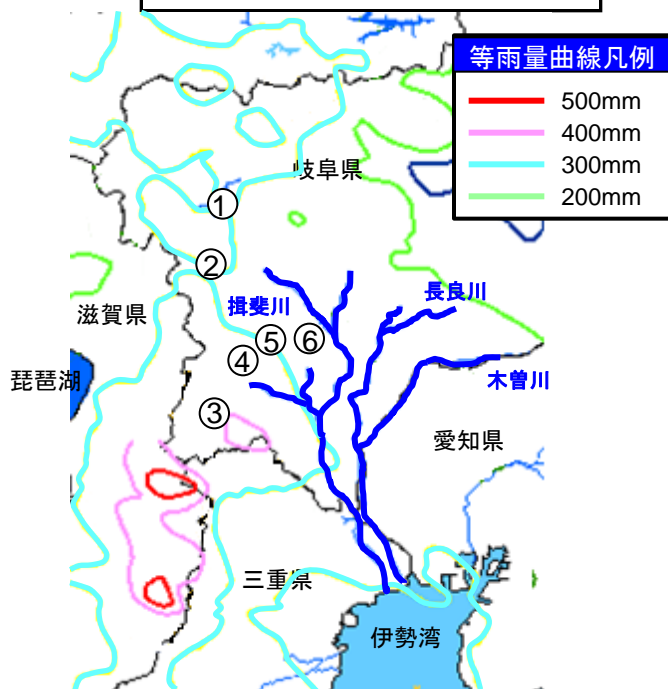 等雨量曲線凡例
500mm
400mm
300mm
200mm
岐阜県
①
②
滋賀県
揖斐川
長良川
⑤
⑥
④
琵琶湖
木曽川
③
愛知県
三重県
伊勢湾